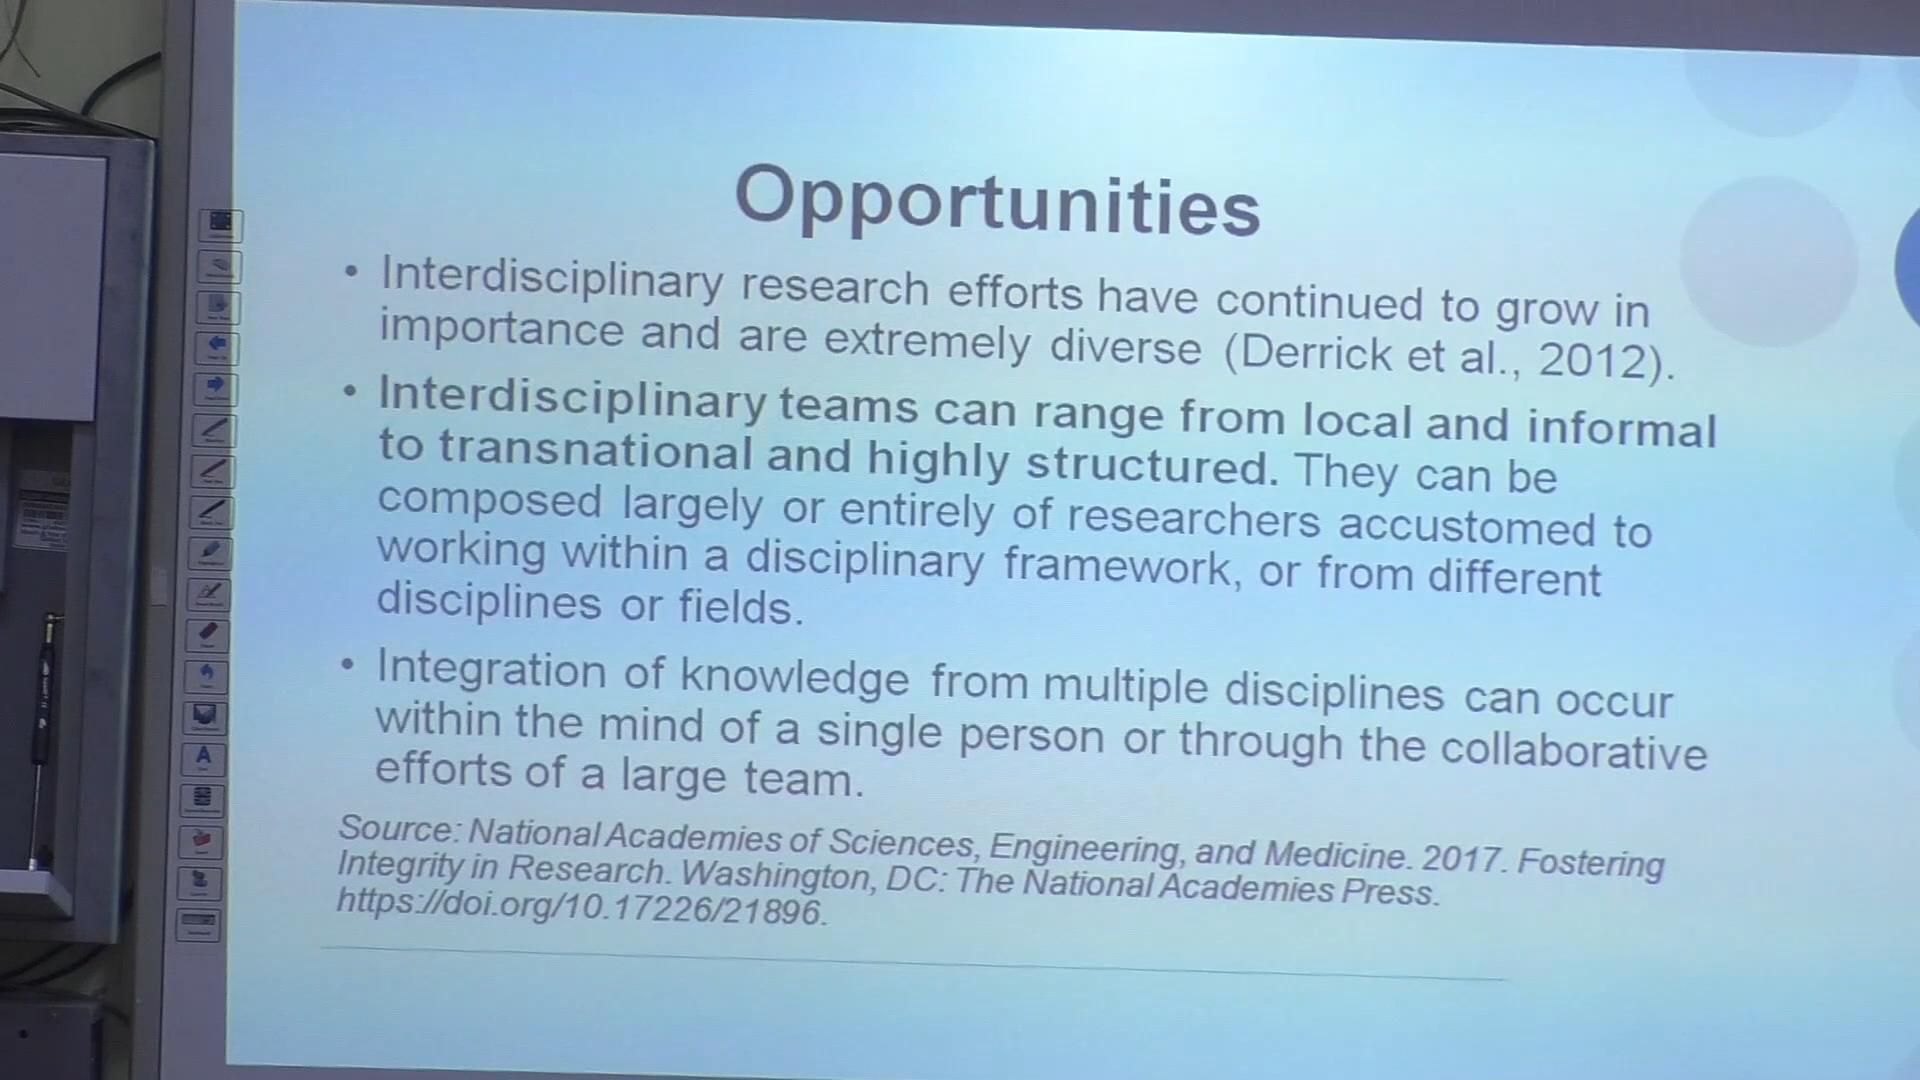 Opportunities
• Interdisciplinary research efforts have continued to grow in
importance and are extremely diverse (Derrick et al., 2012).
• Interdisciplinary teams can range from local and informal
to transnational and highly structured. They can be
composed largely or entirely of researchers accustomed to
working within a disciplinary framework, or from different
disciplines or fields.
• Integration of knowledge from multiple disciplines can occur
within the mind of a single person or through the collaborative
efforts of a large team.
Source: National Academies of Sciences, Engineering, and Medicine. 2017. Fostering
Integrity in Research. Washington, DC: The National Academies Press.
https://doi.org/10.17226/21896.
A